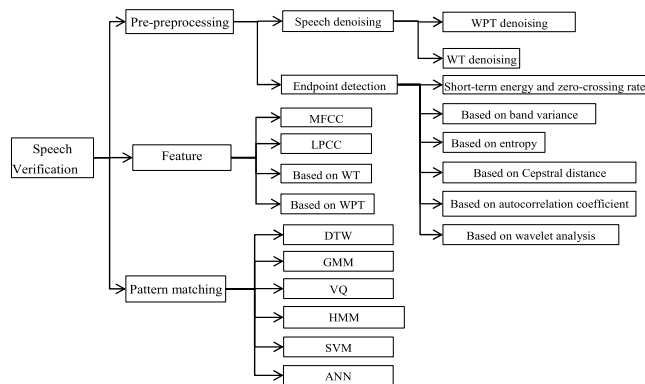 Pre-preprocessing
Speech denoising
WPT denoising
WT denoising
Endpoint detection
Short-term energy and zero-crossing rate
Based on band variance
Based on entropy
Based on Cepstral distance
Based on autocorrelation coefficient
Based on wavelet analysis
Speech
Verification
Feature
MFCC
LPCC
Based on WT
Based on WPT
Pattern matching
DTW
GMM
VQ
HMM
SVM
ANN